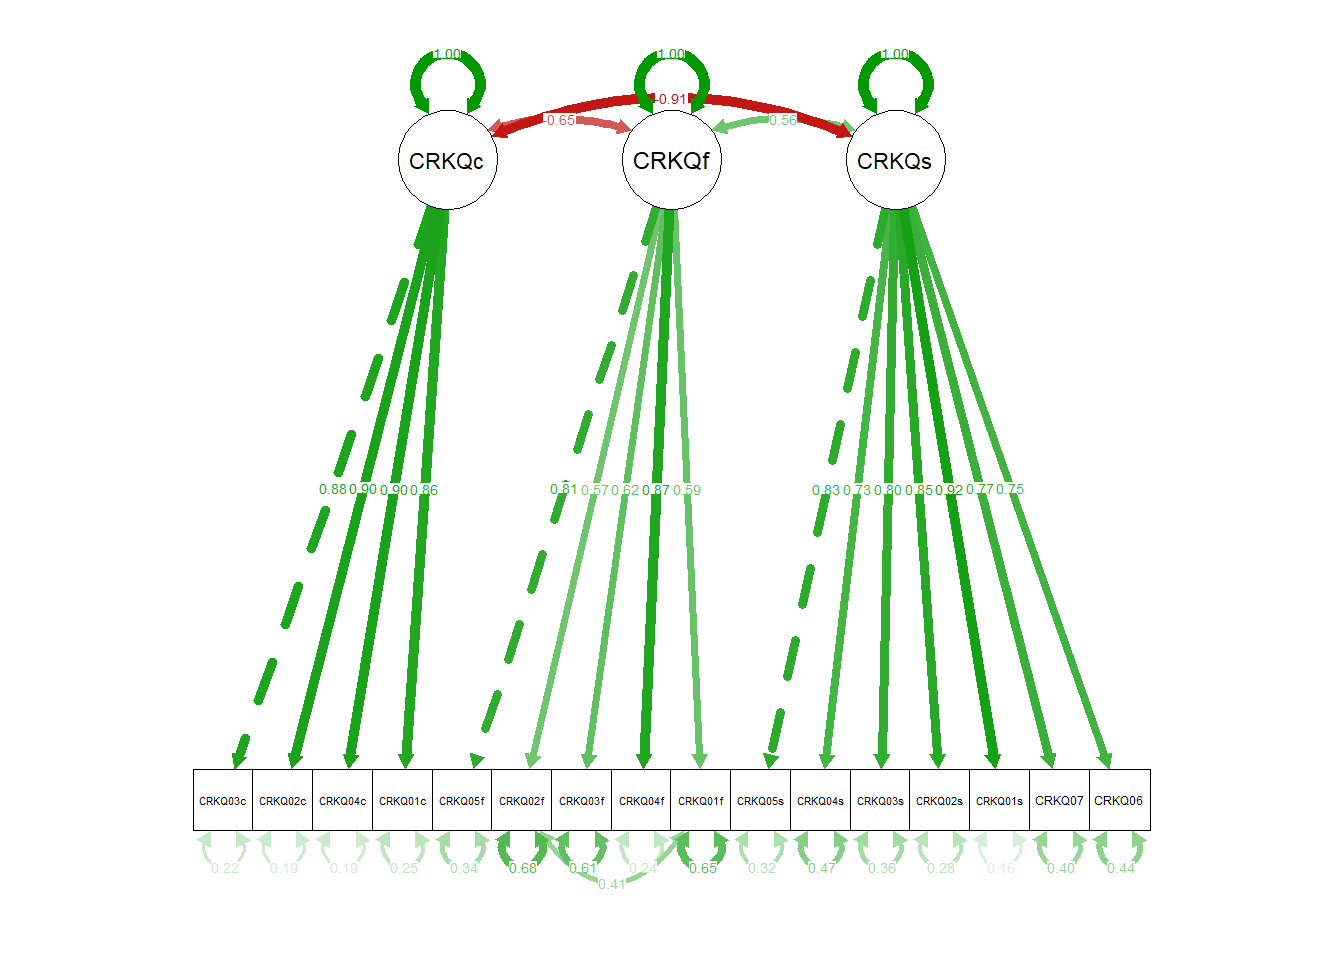 1.00 1.00 1.00
-0.91
-0.65 0.56
CRKQc CRKQf CRKQs
0.88 0.90 0.90 0.86 0.81 0.57 0.62 0.87 0.59 0.83 0.73 0.80 0.85 0.92 0.77 0.75
CRKQ03c CRKQ02c CRKQ04c CRKQ01c CRKQ05f CRKQ02f CRKQ03f CRKQ04f CRKQ01f CRKQ05s CRKQ04s CRKQ03s CRKQ02s CRKQ01s CRKQ07 CRKQ06
0.22 0.19 0.19 0.25 0.34 0.68 0.61 0.24 0.65 0.32 0.47 0.36 0.28 0.16 0.40 0.44
0.41